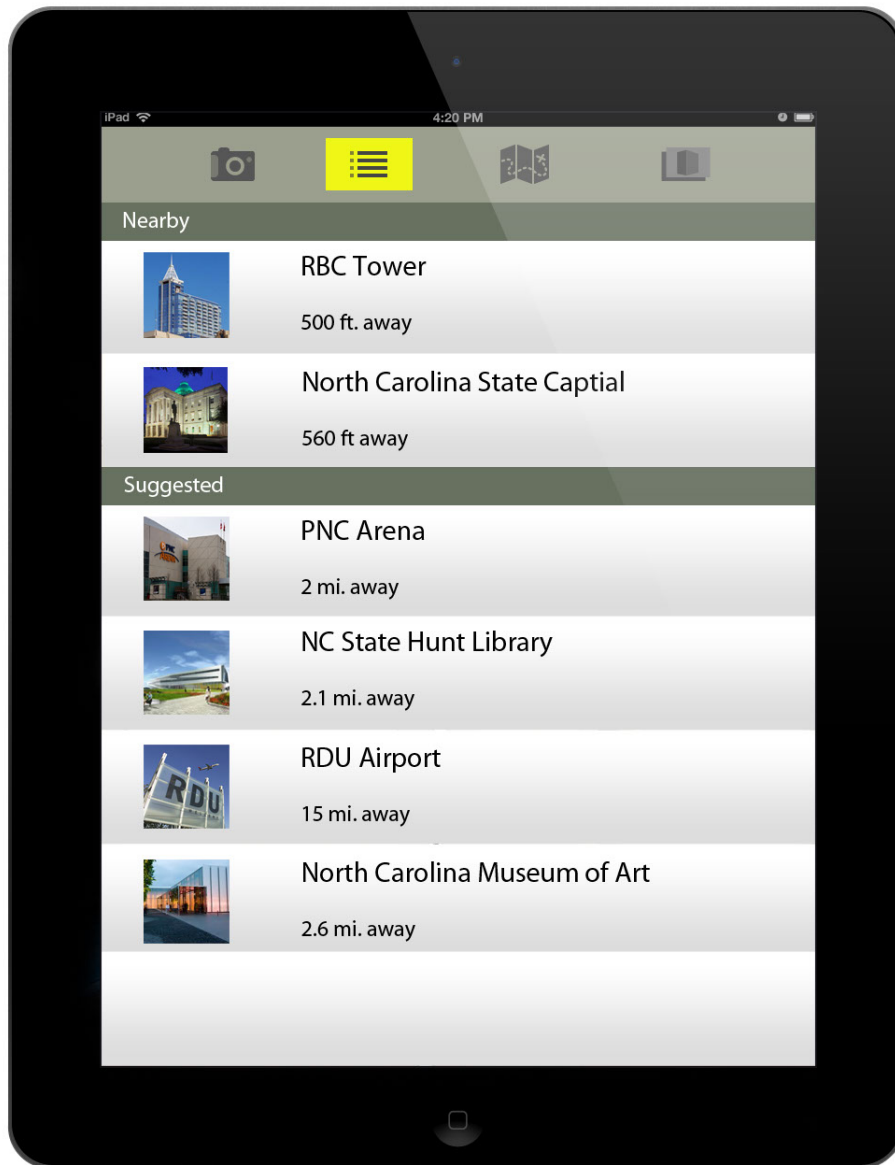 iPad
4:20 PM
Nearby
RBC Tower
500 ft. away
North Carolina State Captial
560 ft away
Suggested
PNC Arena
2 mi. away
NC State Hunt Library
2.1 mi. away
RDU
RDU Airport
15 mi. away
North Carolina Museum of Art
2.6 mi. away